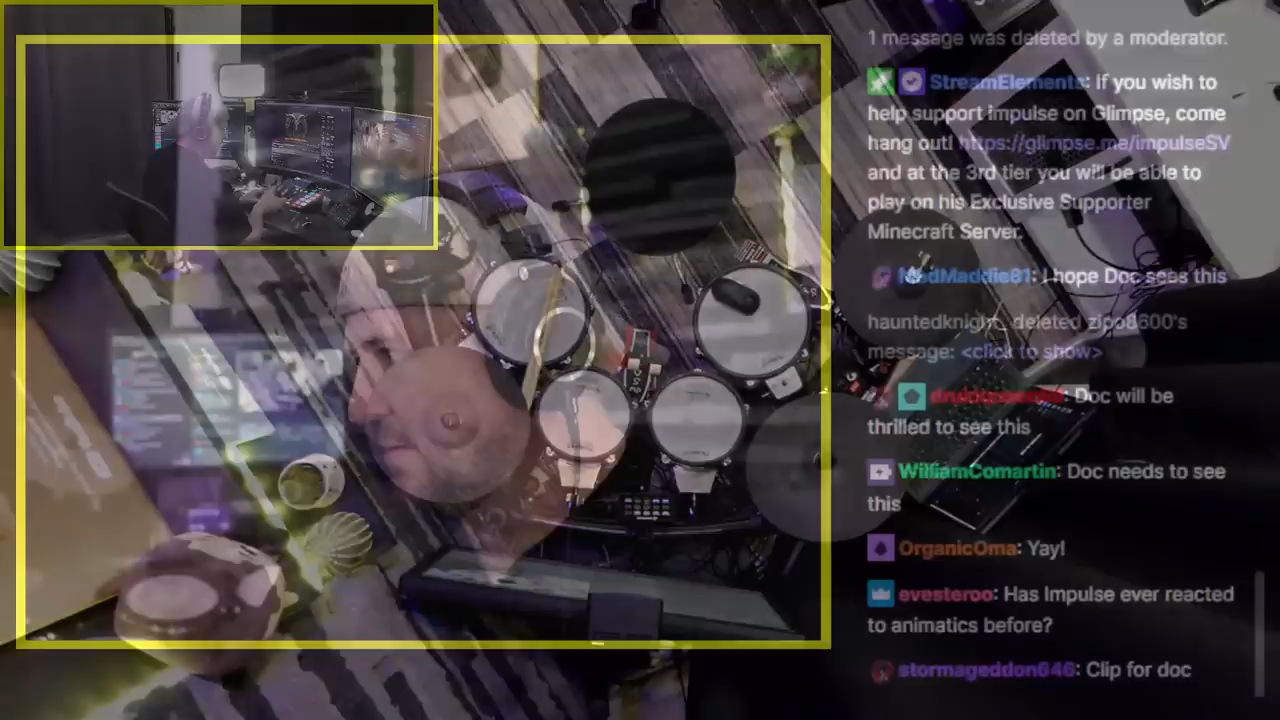 1 message was deleted by a moderator.
StreamElements: If you wish to
help support impulse on Glimpse, come
hang out! https://glimpse.me/impulseSV
and at the 3rd tier you will be able to
play on his Exclusive Supporter
Minecraft Server.
MadMaddie81: I hope Doc sees this
deleted zipo8600's
message: <click to show>
: Doc will be
thrilled to see this
WilliamComartin: Doc needs to see
this
OrganicOma: Yay!
evesteroo: Has Impulse ever reacted
to animatics before?
stormageddon646: Clip for doc